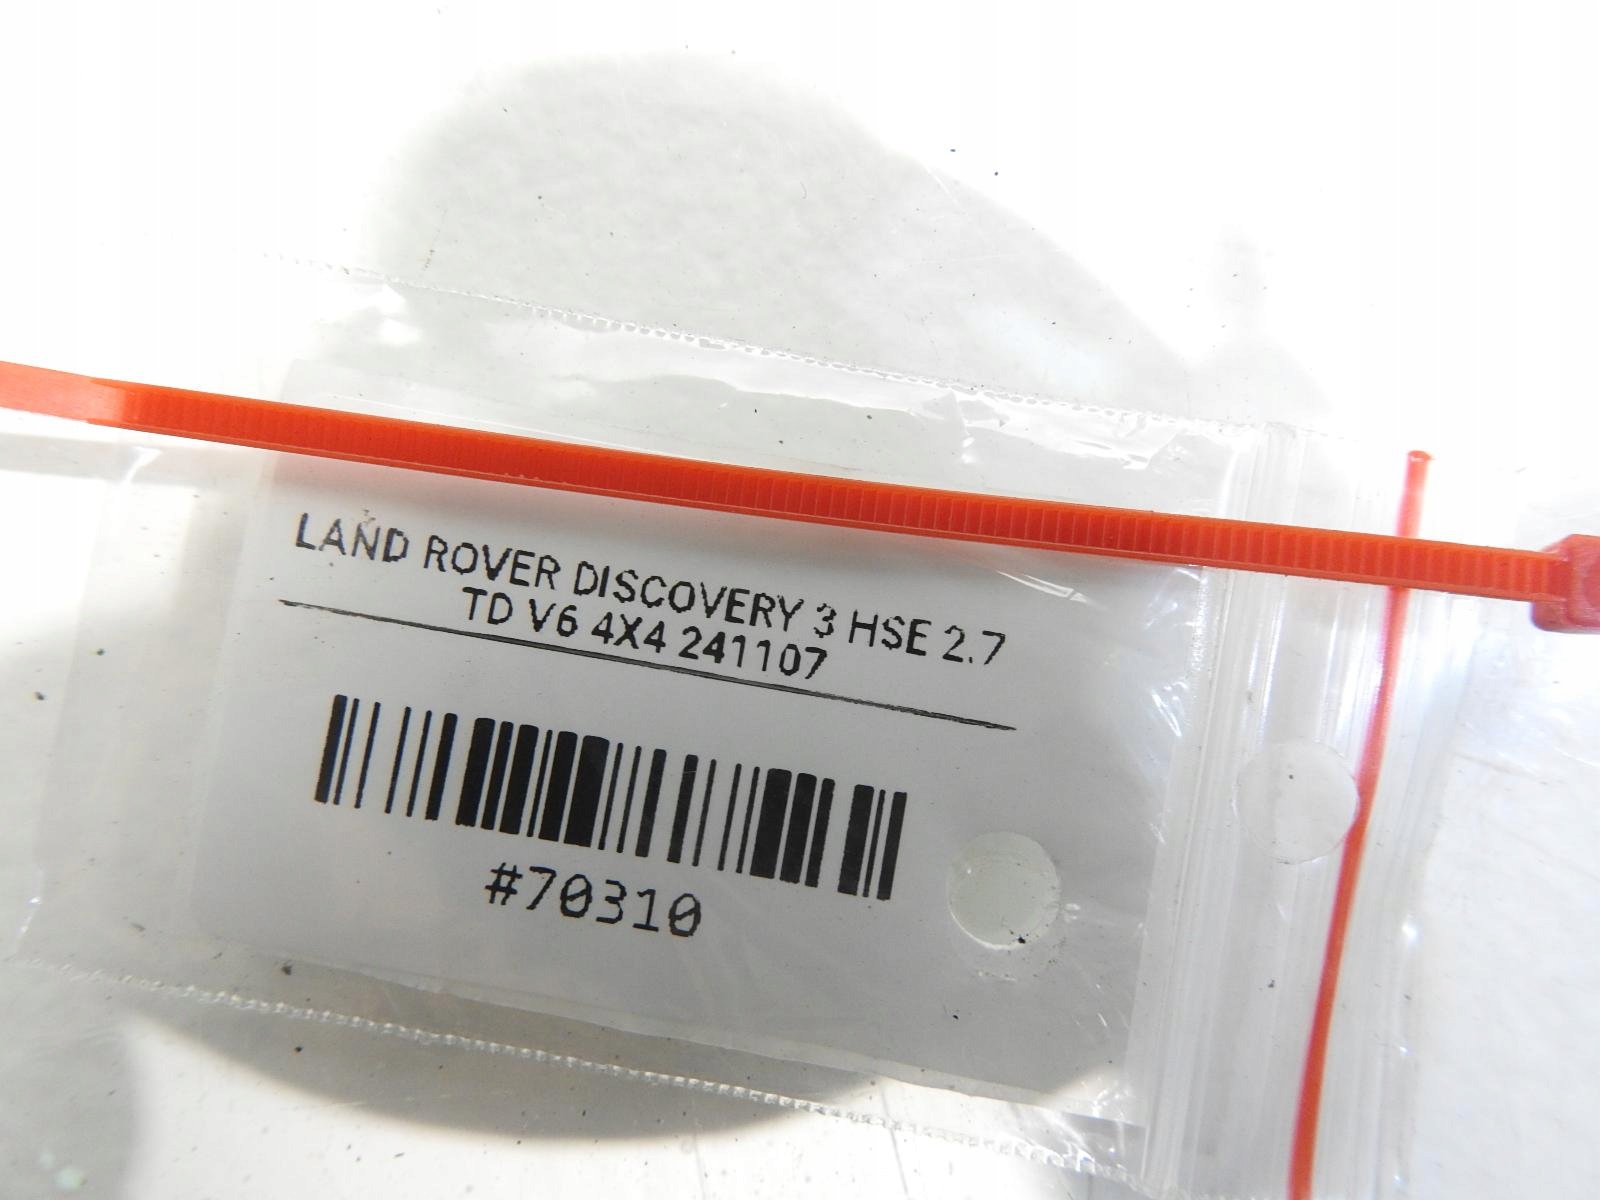 LAND ROVER DISCOVERY 3 HSE 2.7
TD V6 4X4 241107
#70310